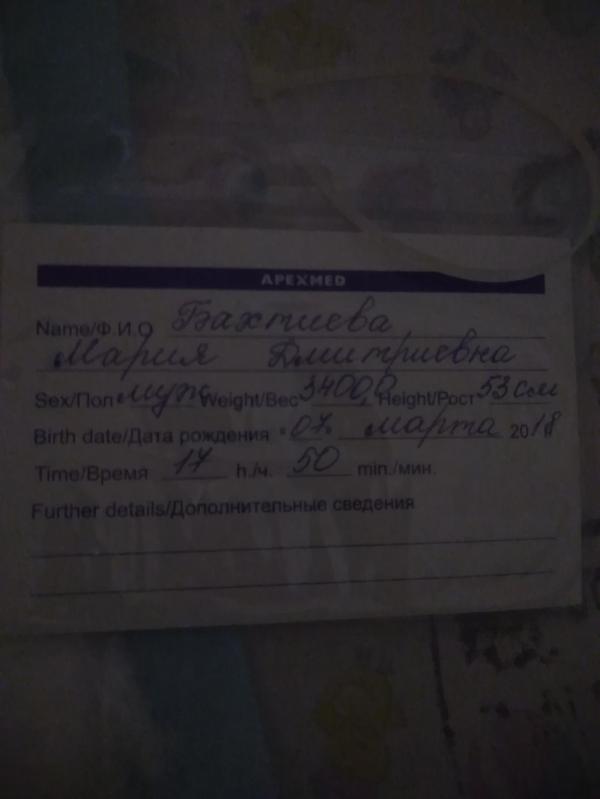 APEXMED
Name/Ф.И.О Бахтиева
Мария Дмитриевна
Sex/Пол муж Weight/Вес 3400,0 Height/Рост 53 см
Birth date/Дата рождения "07" марта 2018
Time/Время 17 h./ч. 50 min./мин.
Further details/Дополнительные сведения